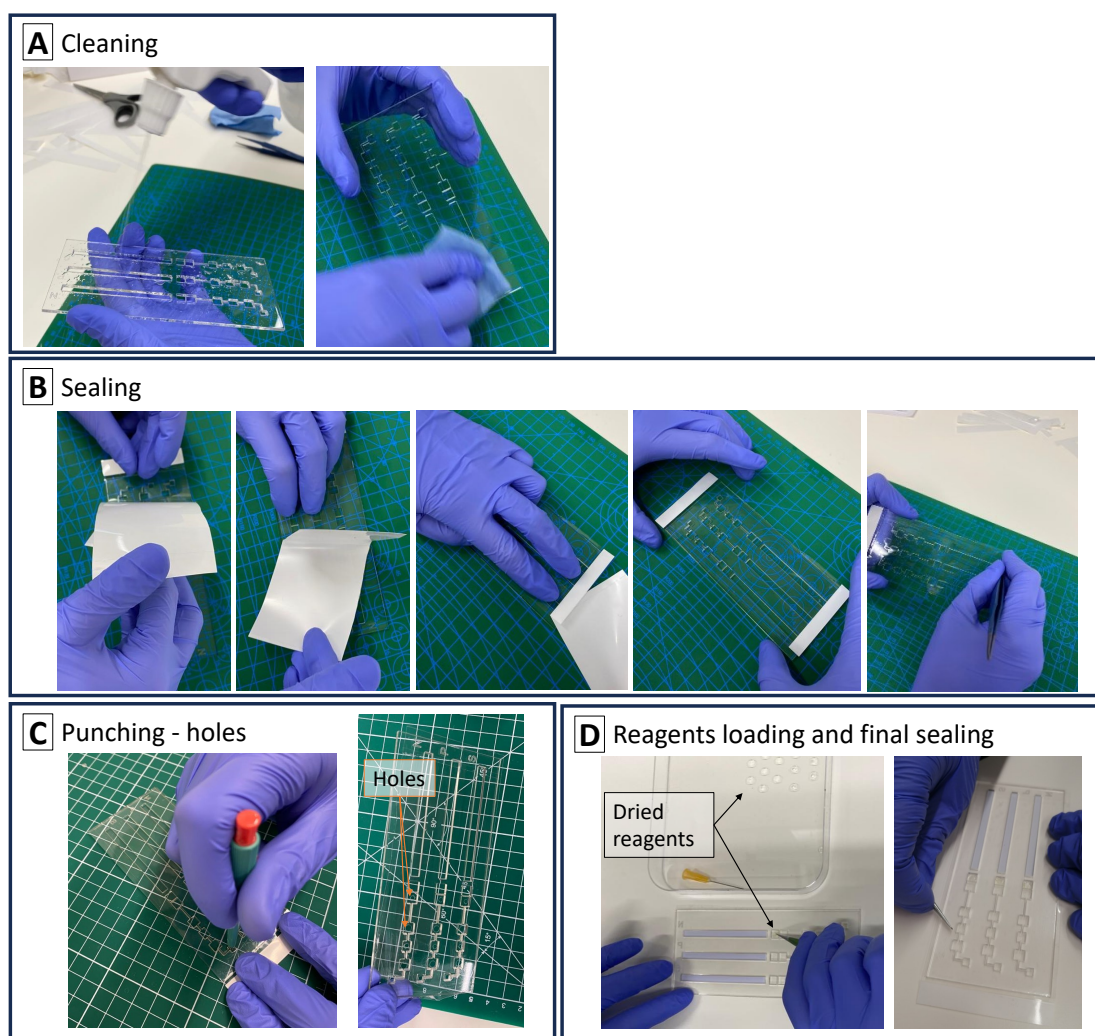 A Cleaning
B Sealing
C Punching - holes
Holes
D Reagents loading and final sealing
Dried
reagents
N
P
S